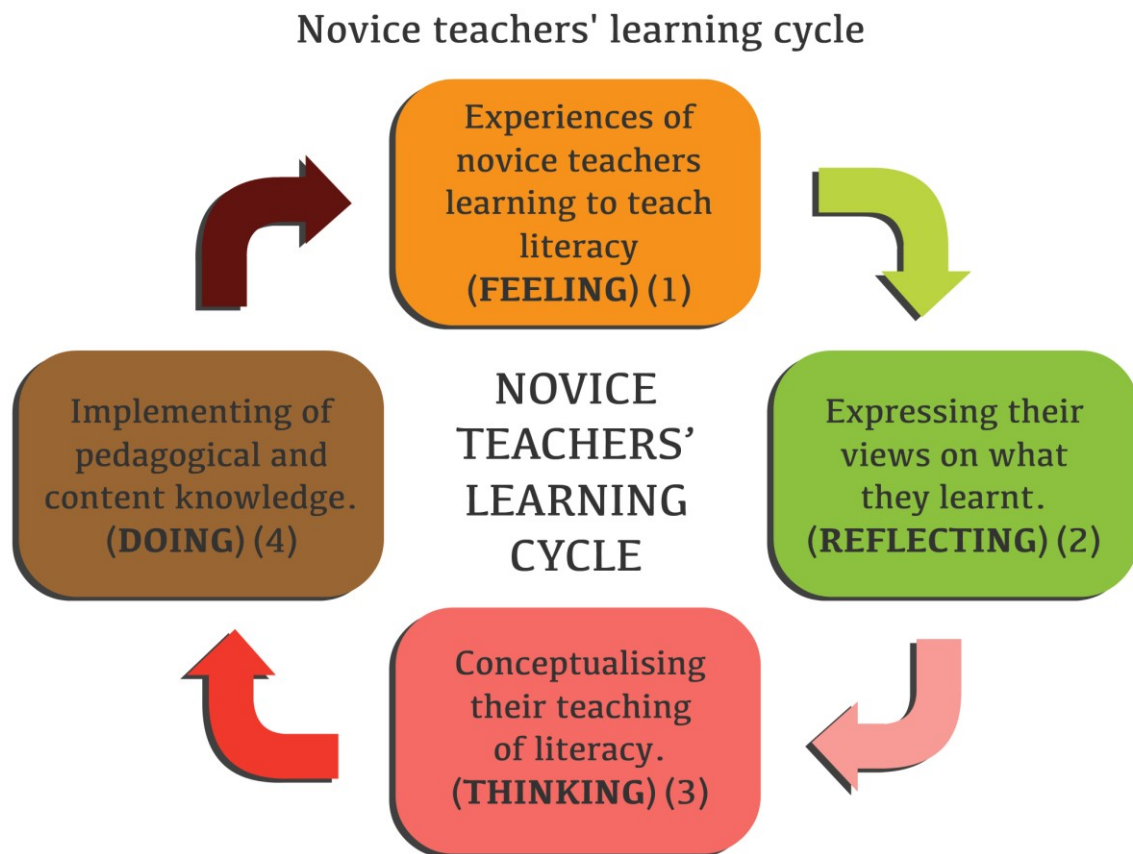 Novice teachers' learning cycle
Experiences of
novice teachers
learning to teach
literacy
(FEELING) (1)
Expressing their
views on what
they learnt.
(REFLECTING) (2)
Conceptualising
their teaching
of literacy.
(THINKING) (3)
Implementing of
pedagogical and
content knowledge.
(DOING) (4)
NOVICE
TEACHERS’
LEARNING
CYCLE